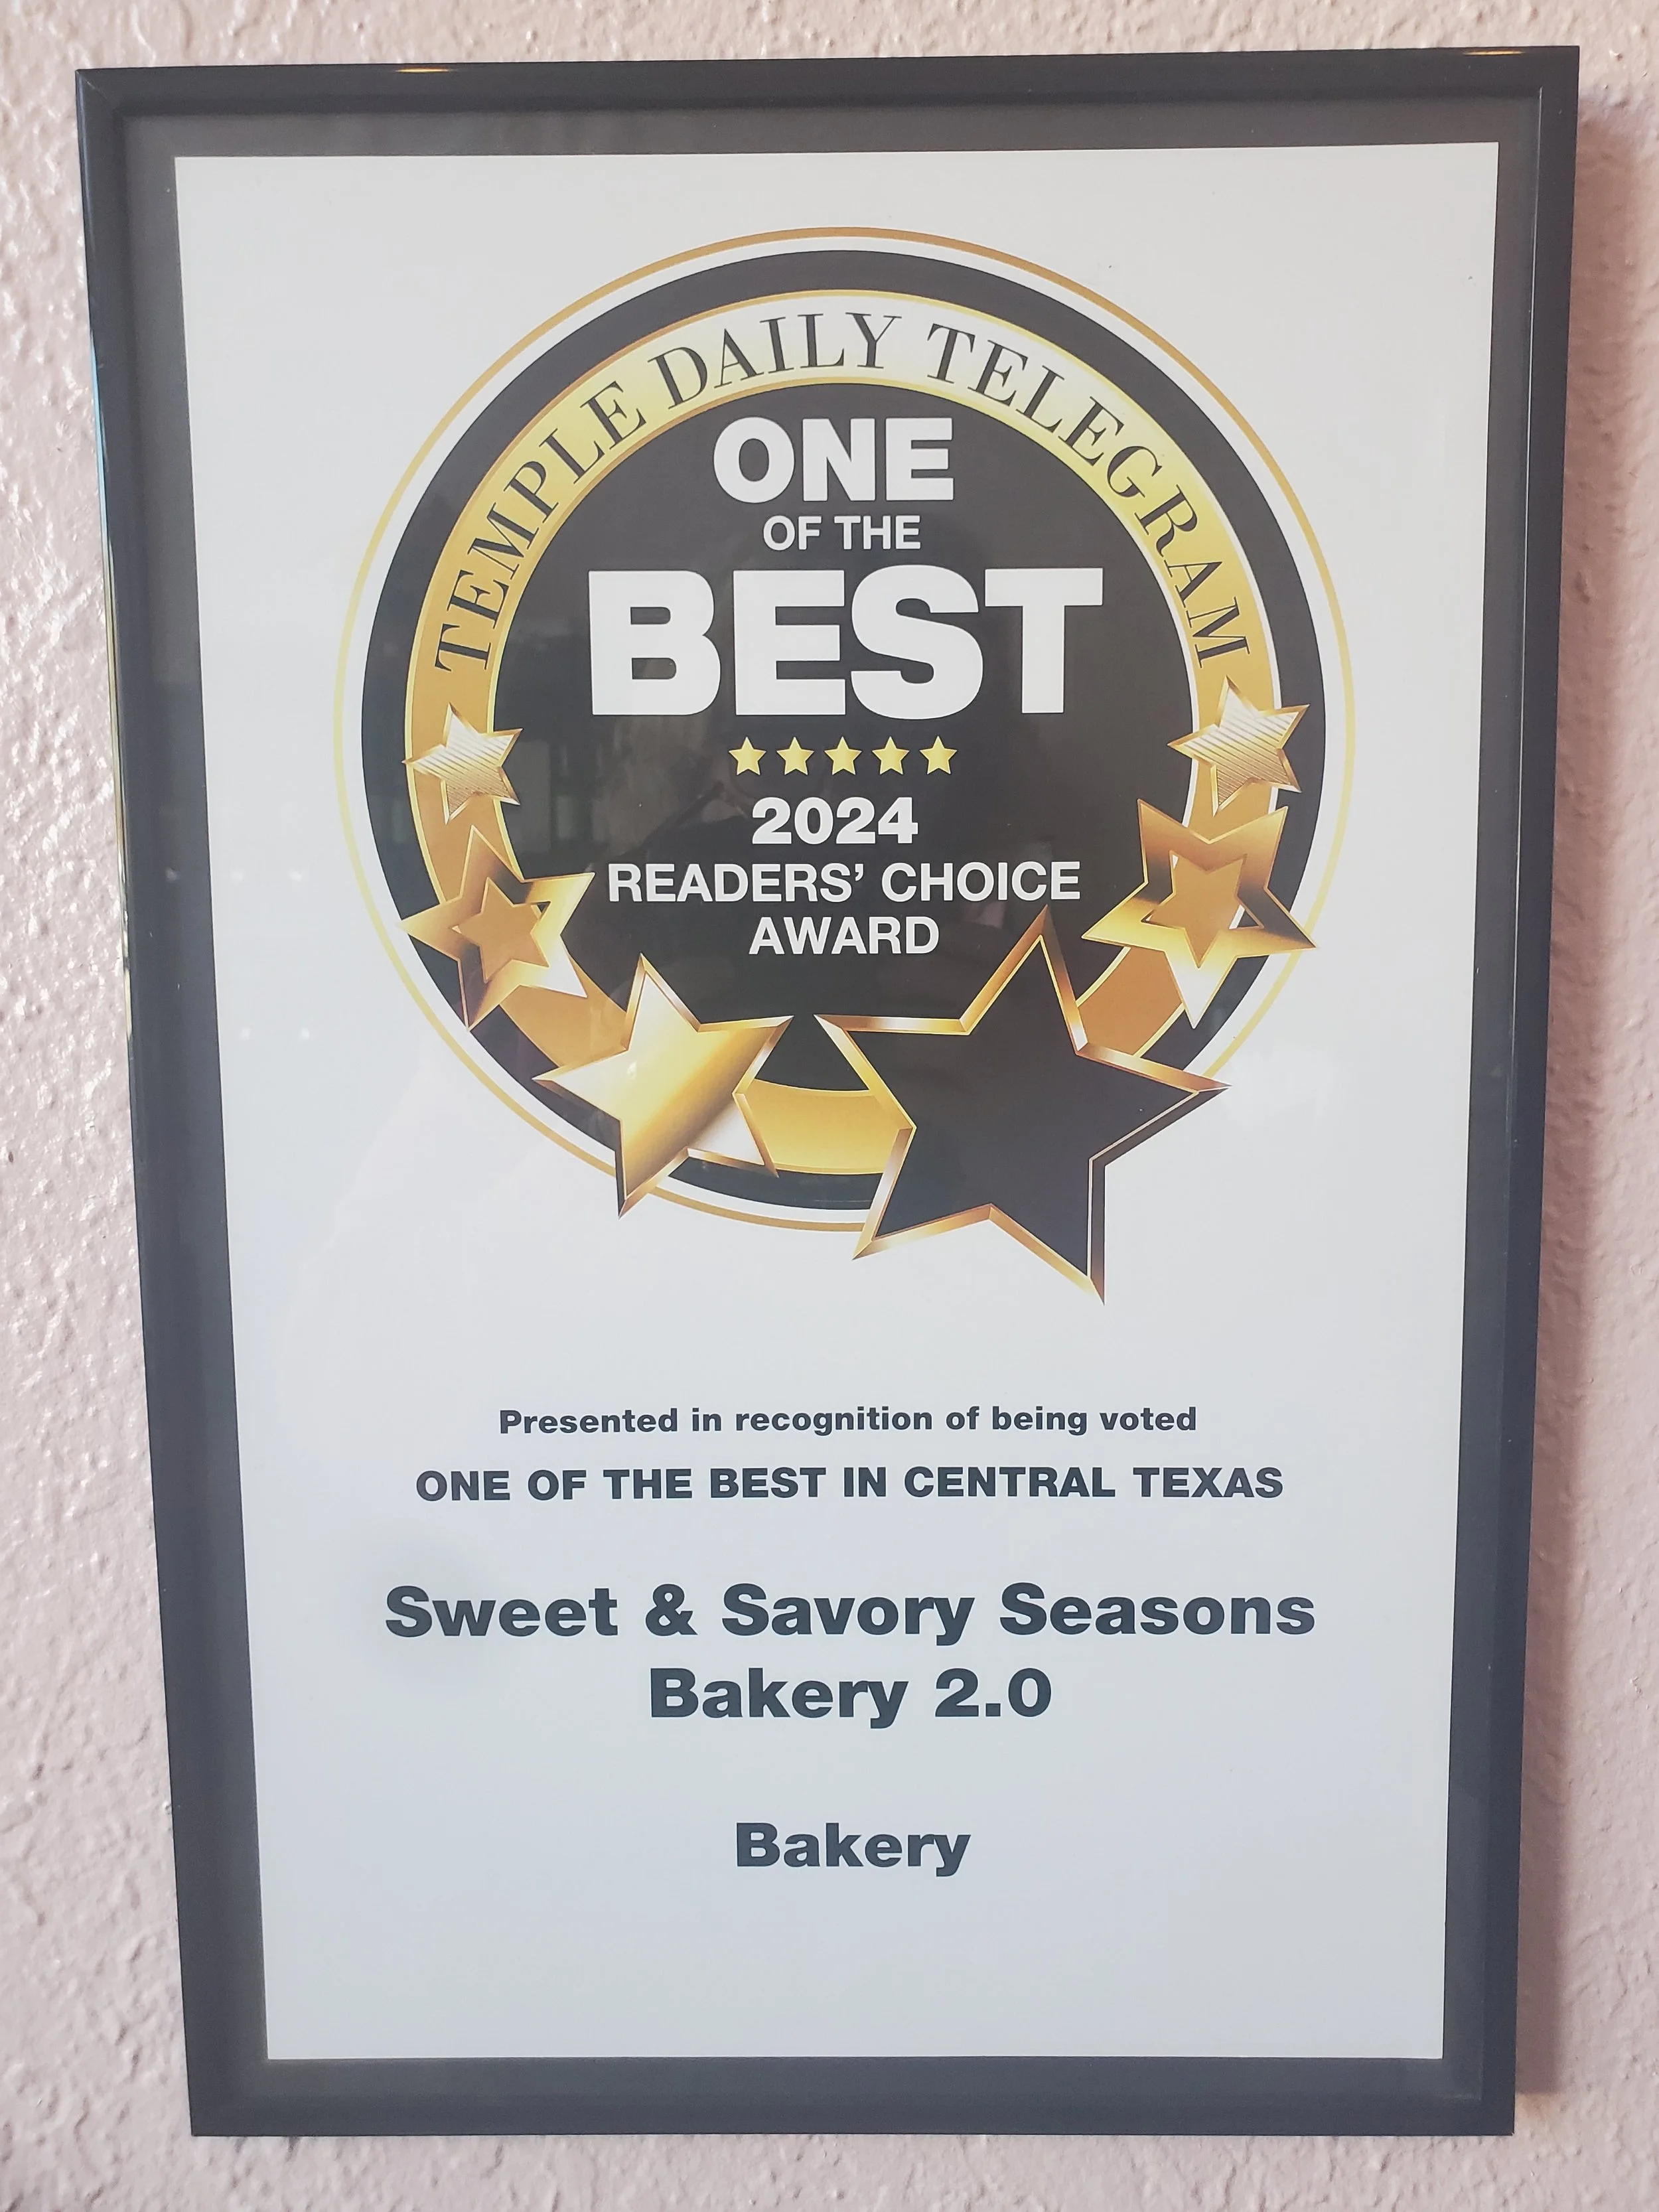 TEMPLE DAILY TELEGRAM
ONE
OF THE
BEST
2024
READERS’ CHOICE
AWARD
Presented in recognition of being voted
ONE OF THE BEST IN CENTRAL TEXAS
Sweet & Savory Seasons
Bakery 2.0
Bakery